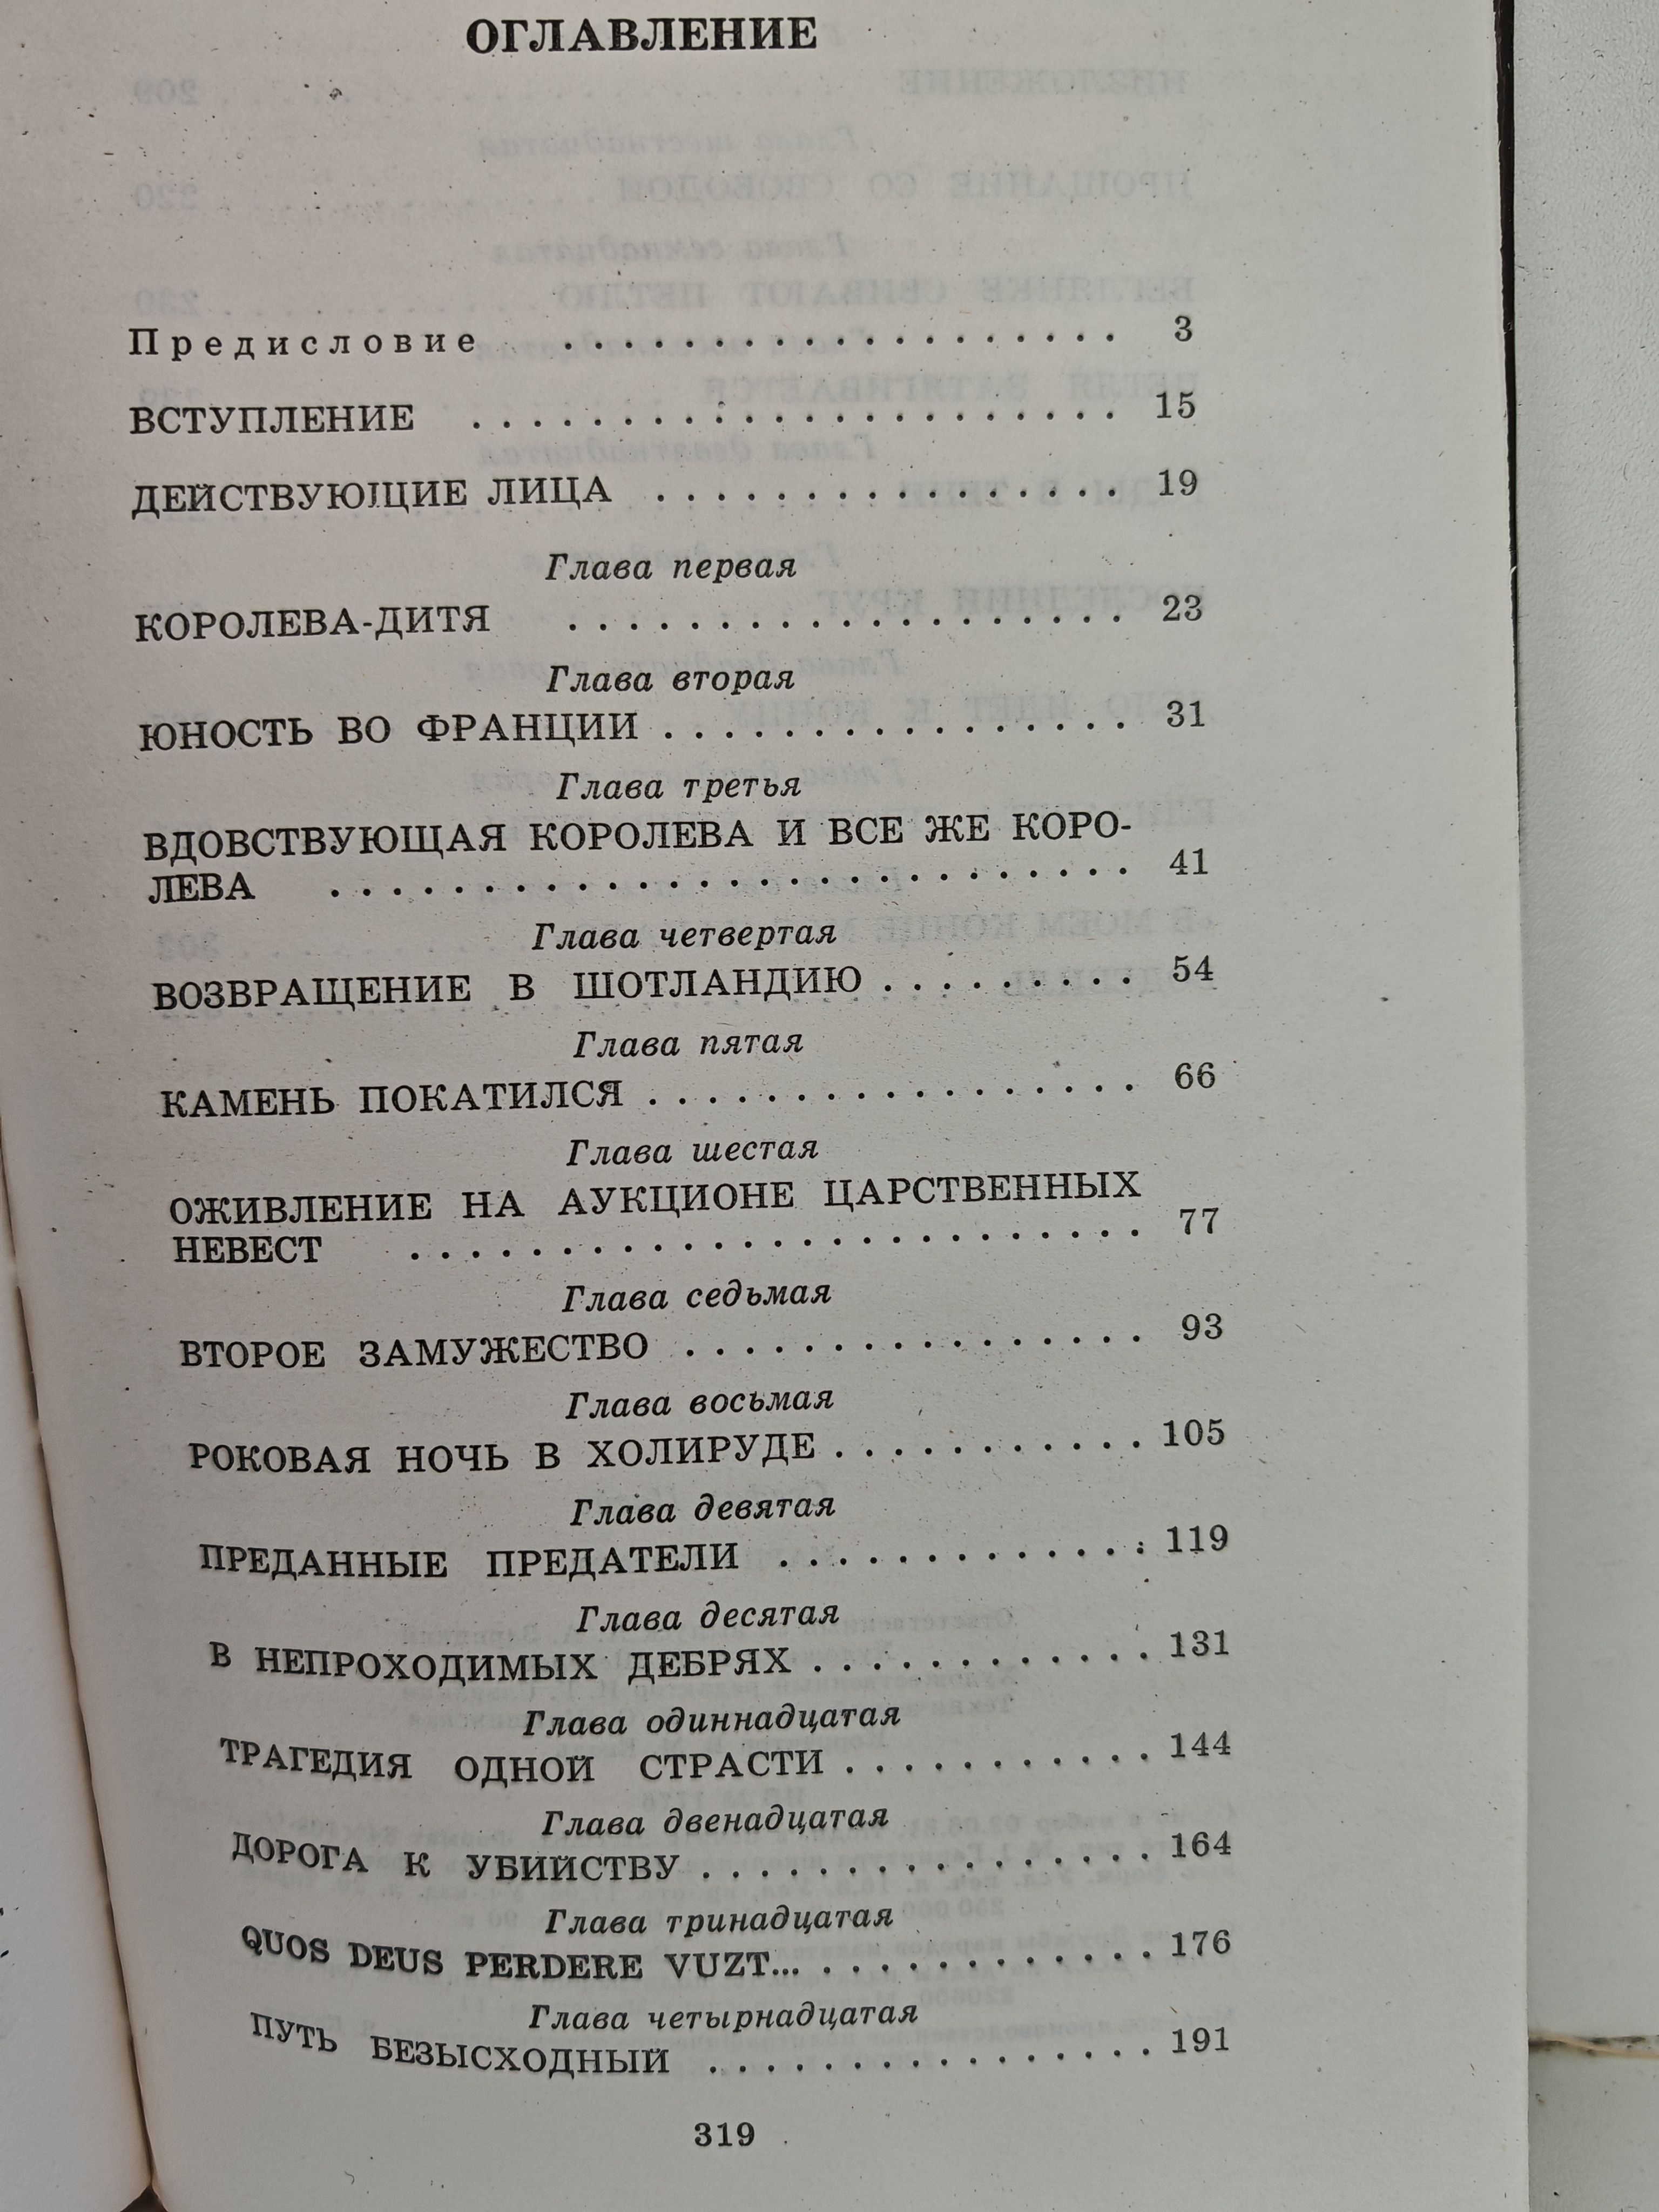 ОГЛАВЛЕНИЕ
Предисловие . . . . . . . . . . . . . . . . . . . 3
ВСТУПЛЕНИЕ . . . . . . . . . . . . . . . . . . . . . . 15
ДЕЙСТВУЮЩИЕ ЛИЦА . . . . . . . . . . . . . . . . 19
Глава первая
КОРОЛЕВА-ДИТЯ . . . . . . . . . . . . . . . . . . . 23
Глава вторая
ЮНОСТЬ ВО ФРАНЦИИ . . . . . . . . . . . . . . . . 31
Глава третья
ВДОВСТВУЮЩАЯ КОРОЛЕВА И ВСЕ ЖЕ КОРО-
ЛЕВА . . . . . . . . . . . . . . . . . . . . . . . . . . . 41
Глава четвертая
ВОЗВРАЩЕНИЕ В ШОТЛАНДИЮ . . . . . . . . . 54
Глава пятая
КАМЕНЬ ПОКАТИЛСЯ . . . . . . . . . . . . . . . . . 66
Глава шестая
ОЖИВЛЕНИЕ НА АУКЦИОНЕ ЦАРСТВЕННЫХ
НЕВЕСТ . . . . . . . . . . . . . . . . . . . . . . . . . 77
Глава седьмая
ВТОРОЕ ЗАМУЖЕСТВО . . . . . . . . . . . . . . . . 93
Глава восьмая
РОКОВАЯ НОЧЬ В ХОЛИРУДЕ . . . . . . . . . . . 105
Глава девятая
ПРЕДАННЫЕ ПРЕДАТЕЛИ . . . . . . . . . . . . . 119
Глава десятая
В НЕПРОХОДИМЫХ ДЕБРЯХ . . . . . . . . . . . . 131
Глава одиннадцатая
ТРАГЕДИЯ ОДНОЙ СТРАСТИ . . . . . . . . . . . 144
Глава двенадцатая
ДОРОГА К УБИЙСТВУ . . . . . . . . . . . . . . . . 164
Глава тринадцатая
QUOS DEUS PERDERE VUZT... . . . . . . . . . . . . 176
Глава четырнадцатая
ПУТЬ БЕЗЫСХОДНЫЙ . . . . . . . . . . . . . . . . 191
319